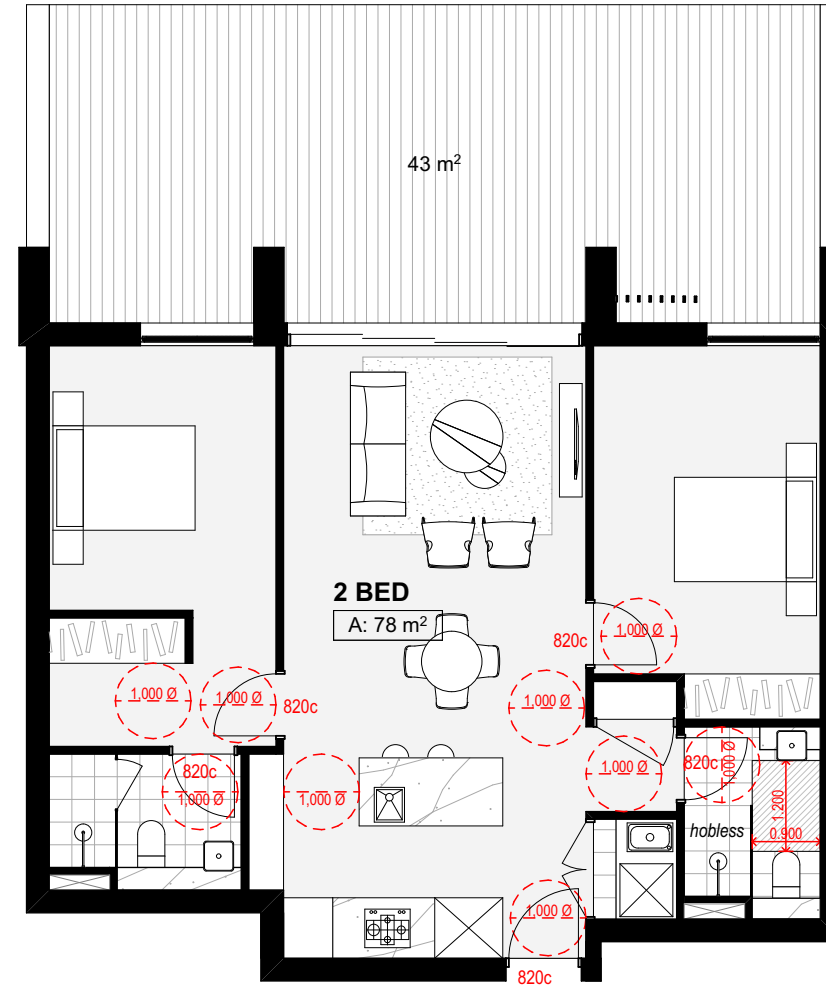 43 m²
2 BED
A: 78 m²
820c
1,000 Ø
1,000 Ø
1,000 Ø
820c
1,000 Ø
820c
1,000 Ø
1,000 Ø
1,000 Ø
820c
1,000 Ø
1.200
0.900
hobless
1,000 Ø
820c